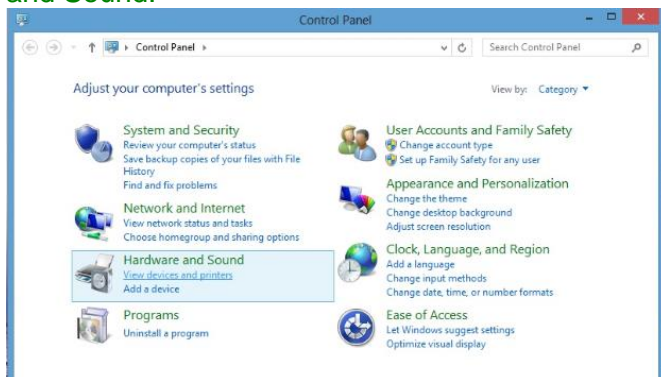 and Sound.
Control Panel
Control Panel
Search Control Panel
Adjust your computer's settings
View by: Category
System and Security
Review your computer's status
Save backup copies of your files with File
History
Find and fix problems
Network and Internet
View network status and tasks
Choose homegroup and sharing options
Hardware and Sound
View devices and printers
Add a device
Programs
Uninstall a program
User Accounts and Family Safety
Change account type
Set up Family Safety for any user
Appearance and Personalization
Change the theme
Change desktop background
Adjust screen resolution
Clock, Language, and Region
Add a language
Change input methods
Change date, time, or number formats
Ease of Access
Let Windows suggest settings
Optimize visual display